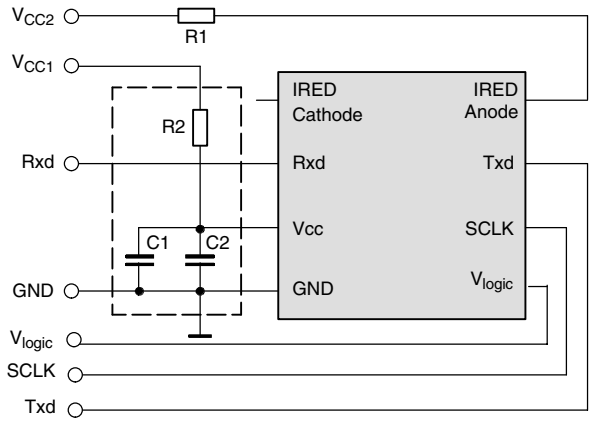 VCC2
R1
VCC1
IRED Cathode
IRED Anode
R2
Rxd
Rxd
Txd
Vcc
SCLK
C1
C2
GND
GND
Vlogic
Vlogic
SCLK
Txd